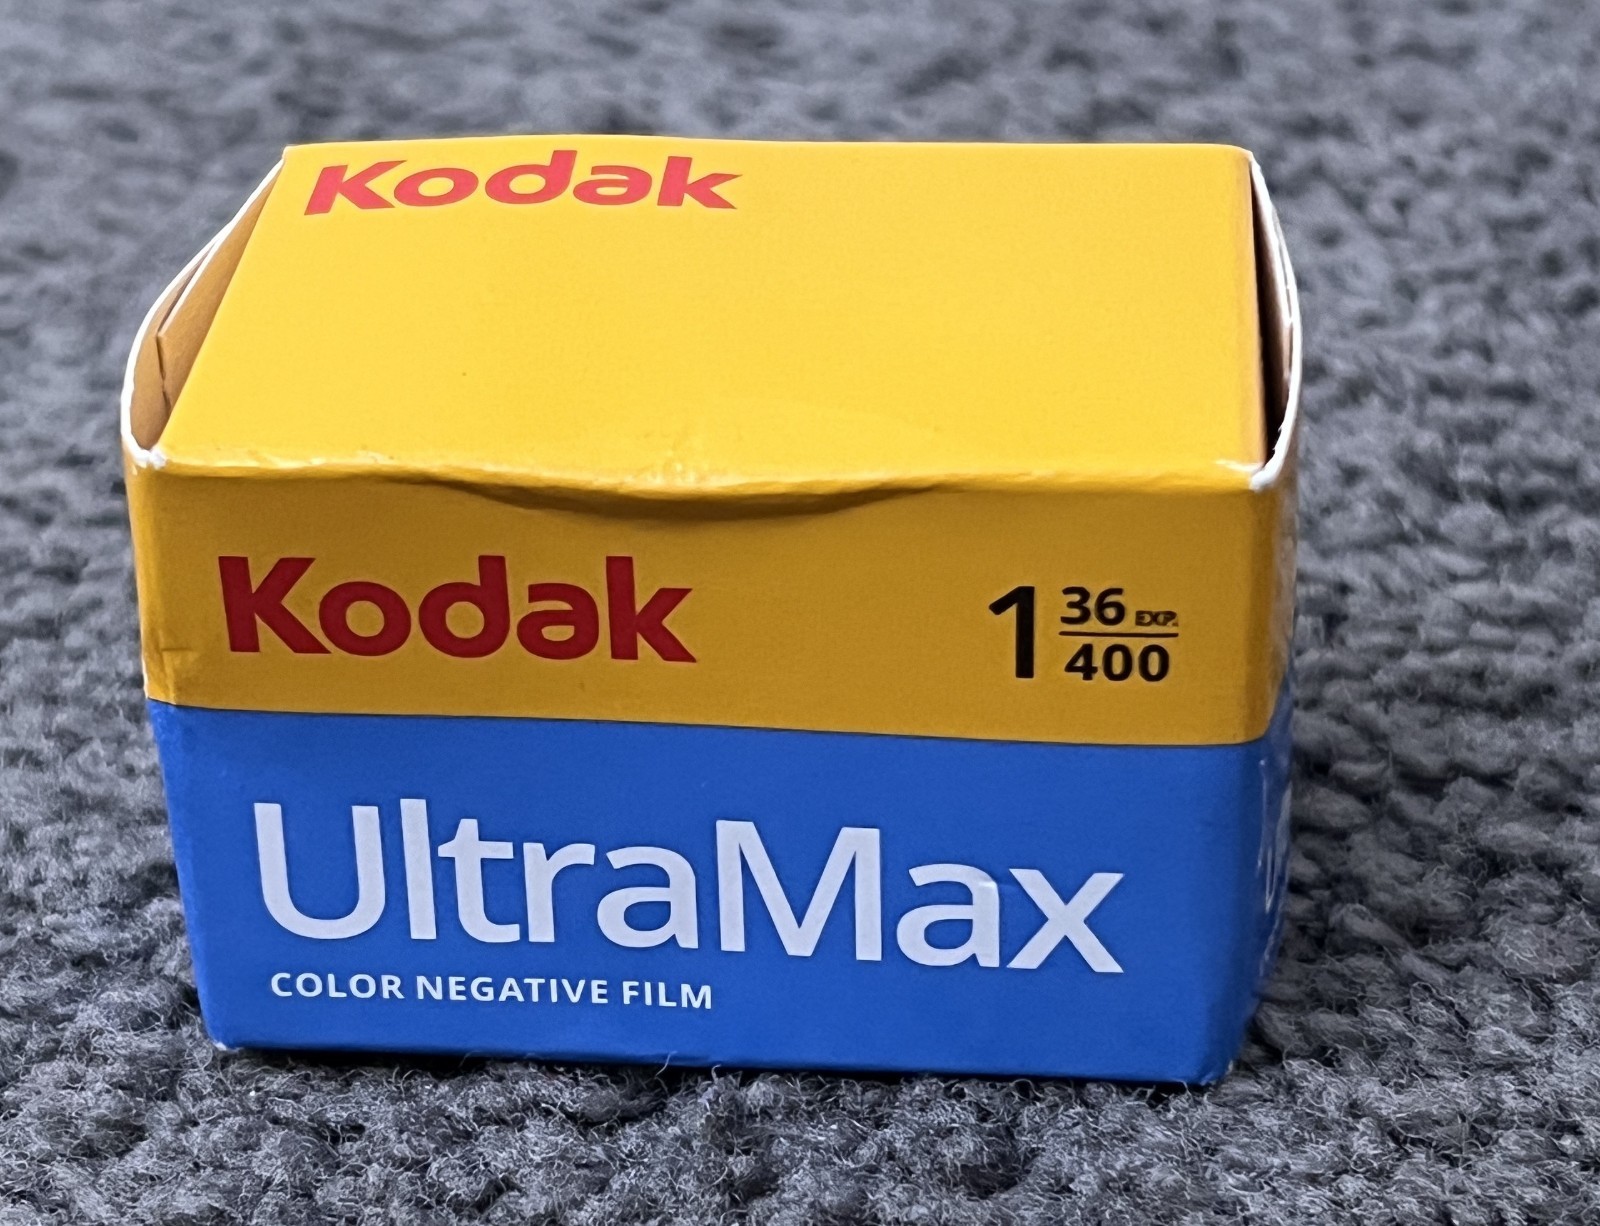 Kodak
Kodak
1 36 EXP.
400
UltraMax
COLOR NEGATIVE FILM